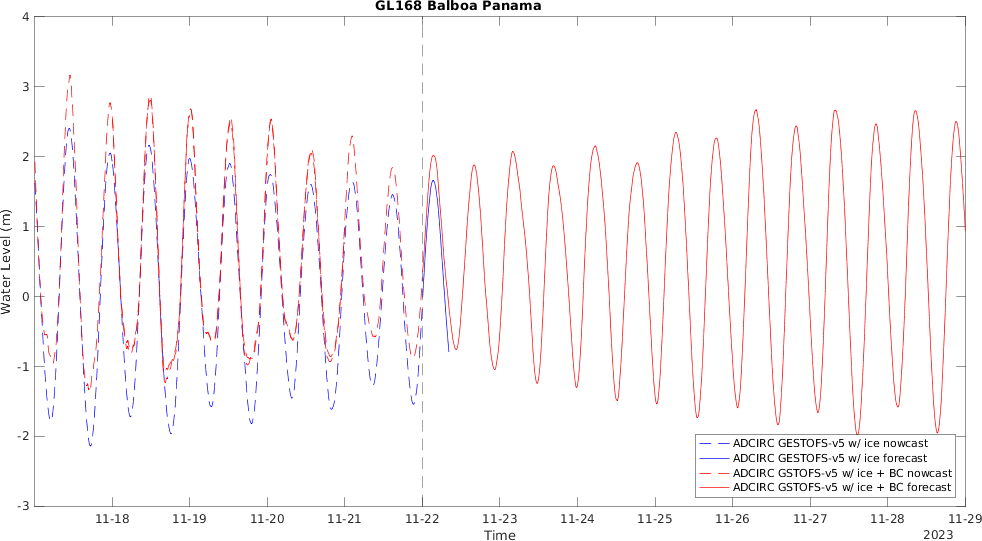 GL168 Balboa Panama
4
3
2
1
0
-1
-2
-3
Water Level (m)
ADCIRC GESTOFS-v5 w/ ice nowcast
ADCIRC GESTOFS-v5 w/ ice forecast
ADCIRC GSTOFS-v5 w/ ice + BC nowcast
ADCIRC GSTOFS-v5 w/ ice + BC forecast
11-18 11-19 11-20 11-21 11-22 11-23 11-24 11-25 11-26 11-27 11-28 11-29
Time
2023